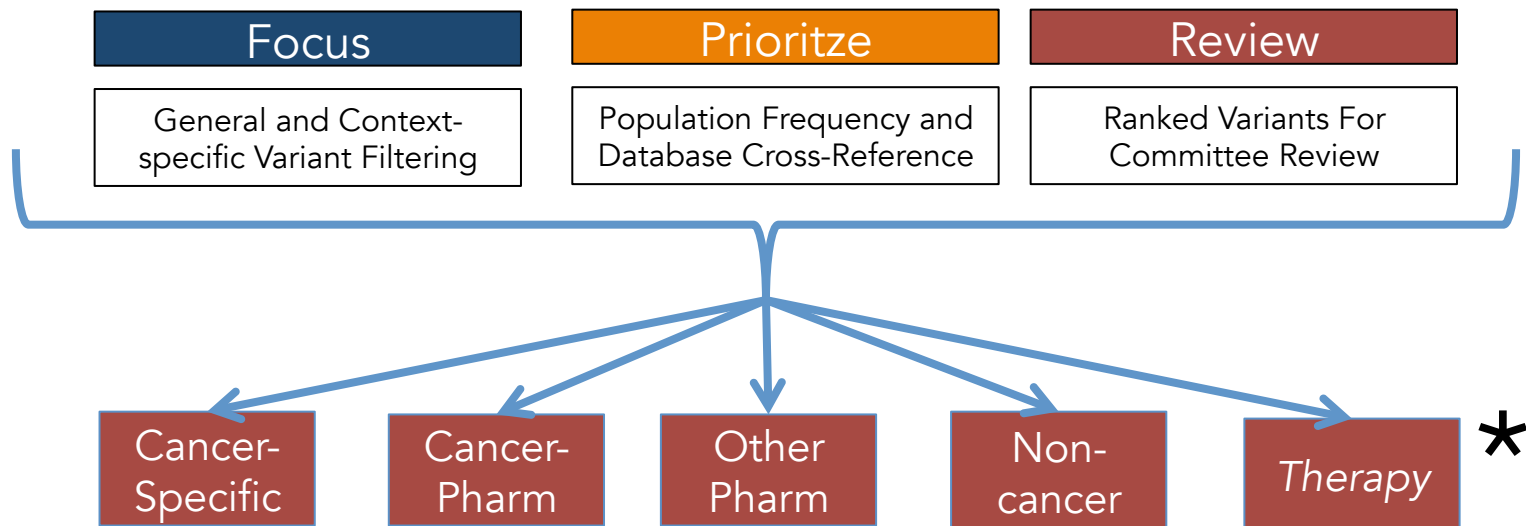 Focus
Prioritze
Review
General and Context-
specific Variant Filtering
Population Frequency and
Database Cross-Reference
Ranked Variants For
Committee Review
Cancer-
Specific
Cancer-
Pharm
Other
Pharm
Non-
cancer
Therapy
*